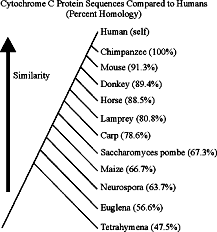 Cytochrome C Protein Sequences Compared to Humans
(Percent Homology)
Human (self)
Chimpanzee (100%)
Mouse (91.3%)
Donkey (89.4%)
Horse (88.5%)
Lamprey (80.8%)
Carp (78.6%)
Saccharomyces pombe (67.3%)
Maize (66.7%)
Neurospora (63.7%)
Euglena (56.6%)
Tetrahymena (47.5%)
Similarity